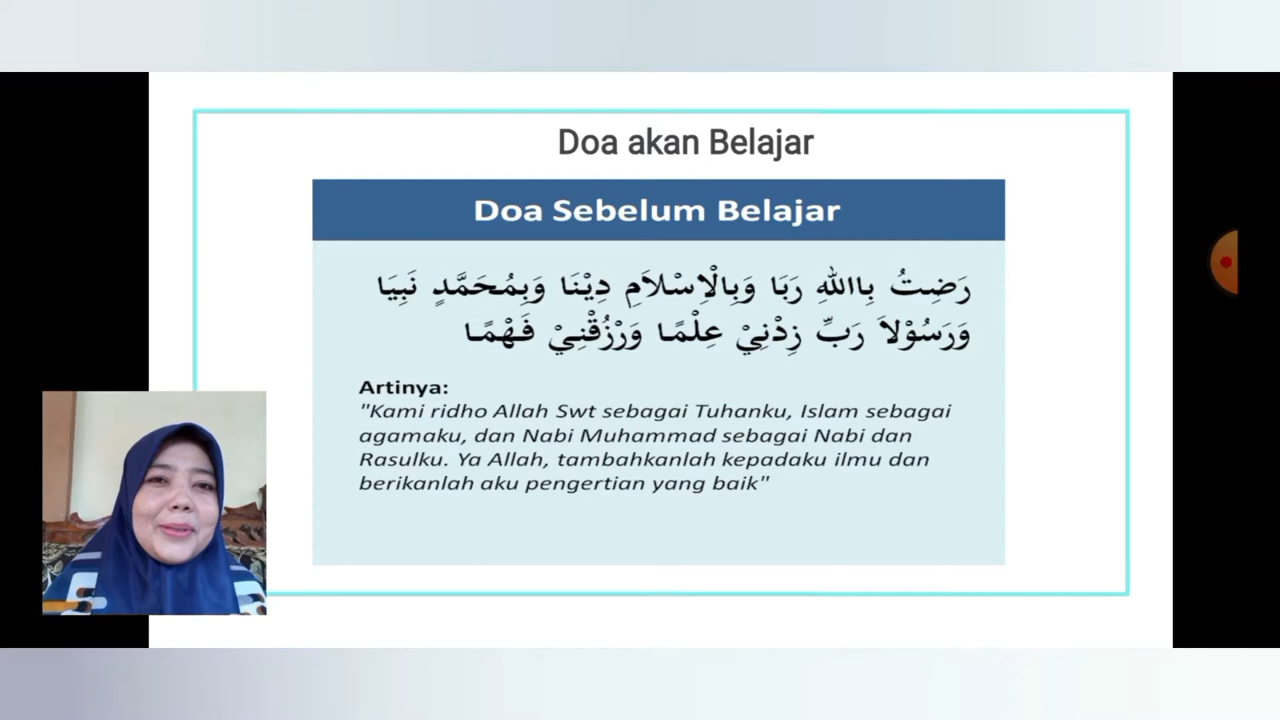 Doa akan Belajar
Doa Sebelum Belajar
رَضِتُ بِااللهِ رَبَا وَبِالْاِسْلاَمِ دِيْنَا وَبِمُحَمَّدٍ نَبِيَا
وَرَسُوْلاَ رَبِّ زِدْنِيْ عِلْمًا وَرْزُقْنِيْ فَهْمًا
Artinya:
"Kami ridho Allah Swt sebagai Tuhanku, Islam sebagai
agamaku, dan Nabi Muhammad sebagai Nabi dan
Rasulku. Ya Allah, tambahkanlah kepadaku ilmu dan
berikanlah aku pengertian yang baik"